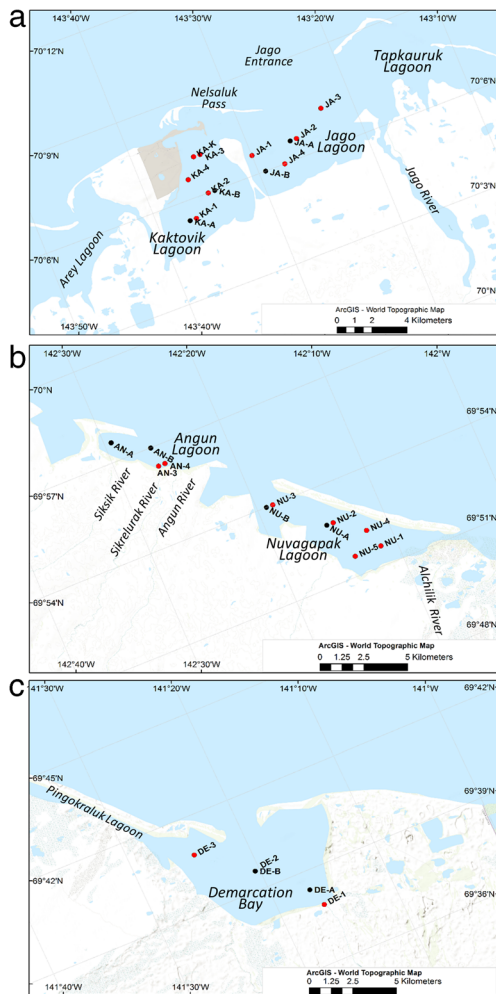 a
143°30'W
143°20'W
143°10'W
70°12'N
Jago
Entrance
Tapkauruk
Lagoon
70°6'N
Nelsaluk
Pass
JA-3
Jago
Lagoon
JA-2
JA-A
70°9'N
KA-K
KA-3
JA-1
JA-4
KA-4
JA-B
KA-2
KA-B
70°3'N
Jago River
KA-1
KA-A
Kaktovik
Lagoon
Arey Lagoon
70°6'N
70°N
143°50'W
143°40'W
ArcGIS - World Topographic Map
0 1 2 4 Kilometers
b
142°30'W
142°20'W
142°10'W
142°W
70°N
69°54'N
AN-A
AN-B
Angun
Lagoon
AN-4
AN-3
Siksik River
Sikrelurak River
Angun River
69°57'N
NU-3
NU-B
NU-2
NU-A
NU-4
69°51'N
Nuvagapak
Lagoon
NU-5
NU-1
Alchilik River
69°54'N
69°48'N
142°40'W
142°30'W
ArcGIS - World Topographic Map
0 1.25 2.5 5 Kilometers
c
141°30'W
141°20'W
141°10'W
141°W
69°42'N
69°45'N
69°39'N
Pingokraluk Lagoon
DE-3
DE-2
DE-B
69°42'N
Demarcation
Bay
DE-A
DE-1
69°36'N
141°40'W
141°30'W
ArcGIS - World Topographic Map
0 1.25 2.5 5 Kilometers